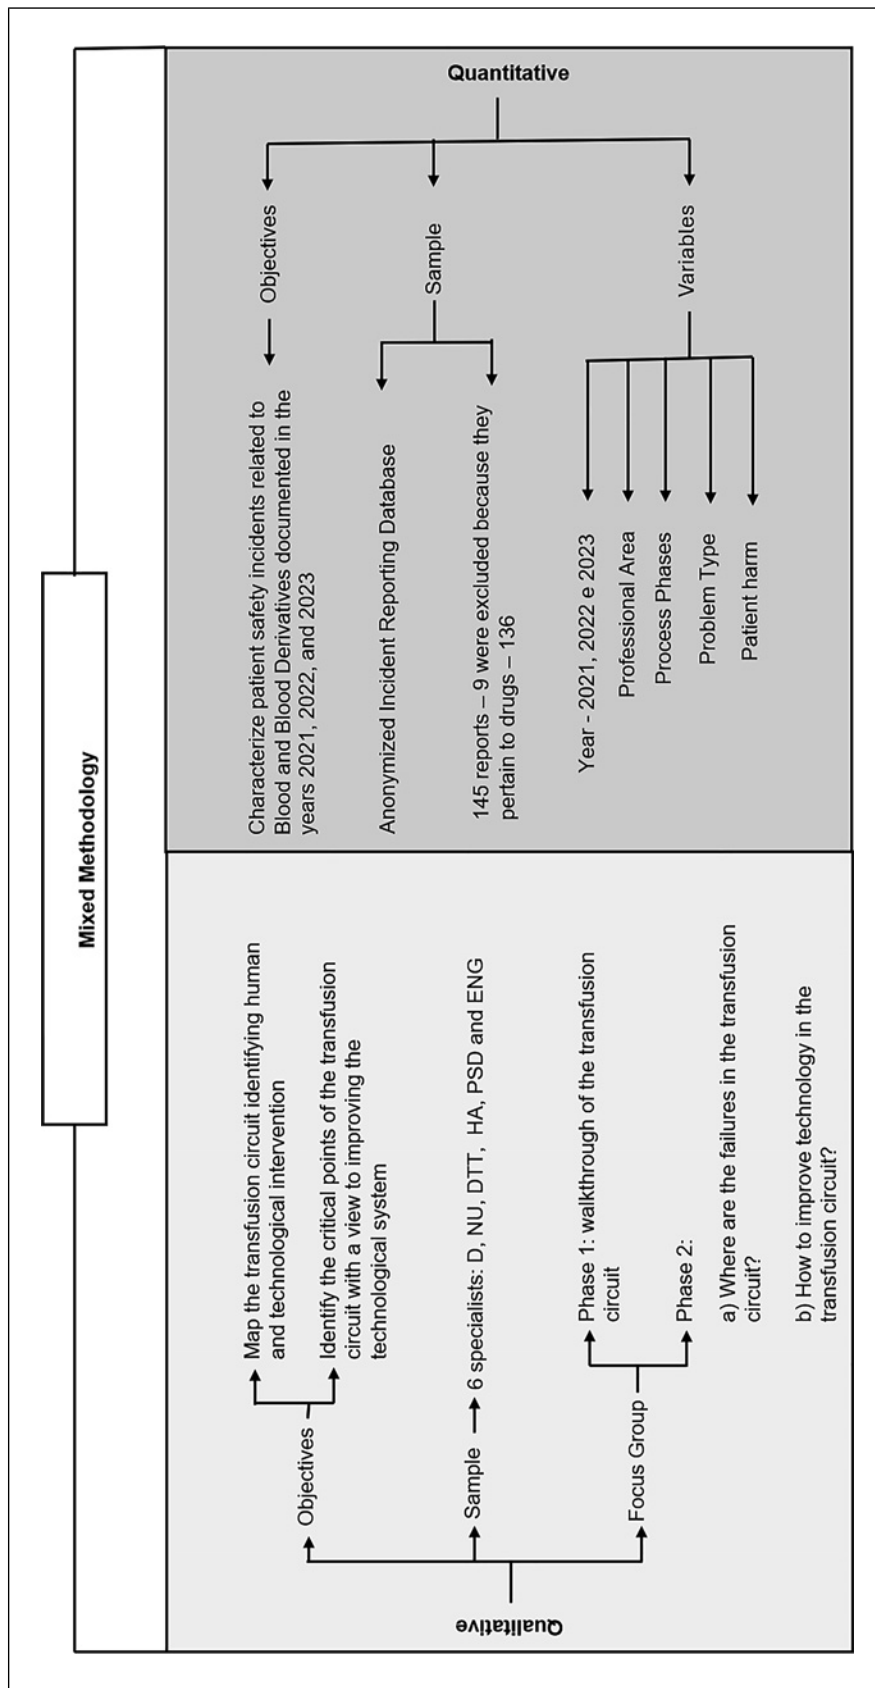 Mixed Methodology
Qualitative
Objectives
Map the transfusion circuit identifying human
and technological intervention
Identify the critical points of the transfusion
circuit with a view to improving the
technological system
Sample
6 specialists: D, NU, DTT, HA, PSD and ENG
Focus Group
Phase 1: walkthrough of the transfusion
circuit
Phase 2:
a) Where are the failures in the transfusion
circuit?
b) How to improve technology in the
transfusion circuit?
Quantitative
Objectives
Characterize patient safety incidents related to
Blood and Blood Derivatives documented in the
years 2021, 2022, and 2023
Sample
Anonymized Incident Reporting Database
145 reports – 9 were excluded because they
pertain to drugs – 136
Variables
Year - 2021, 2022 e 2023
Professional Area
Process Phases
Problem Type
Patient harm